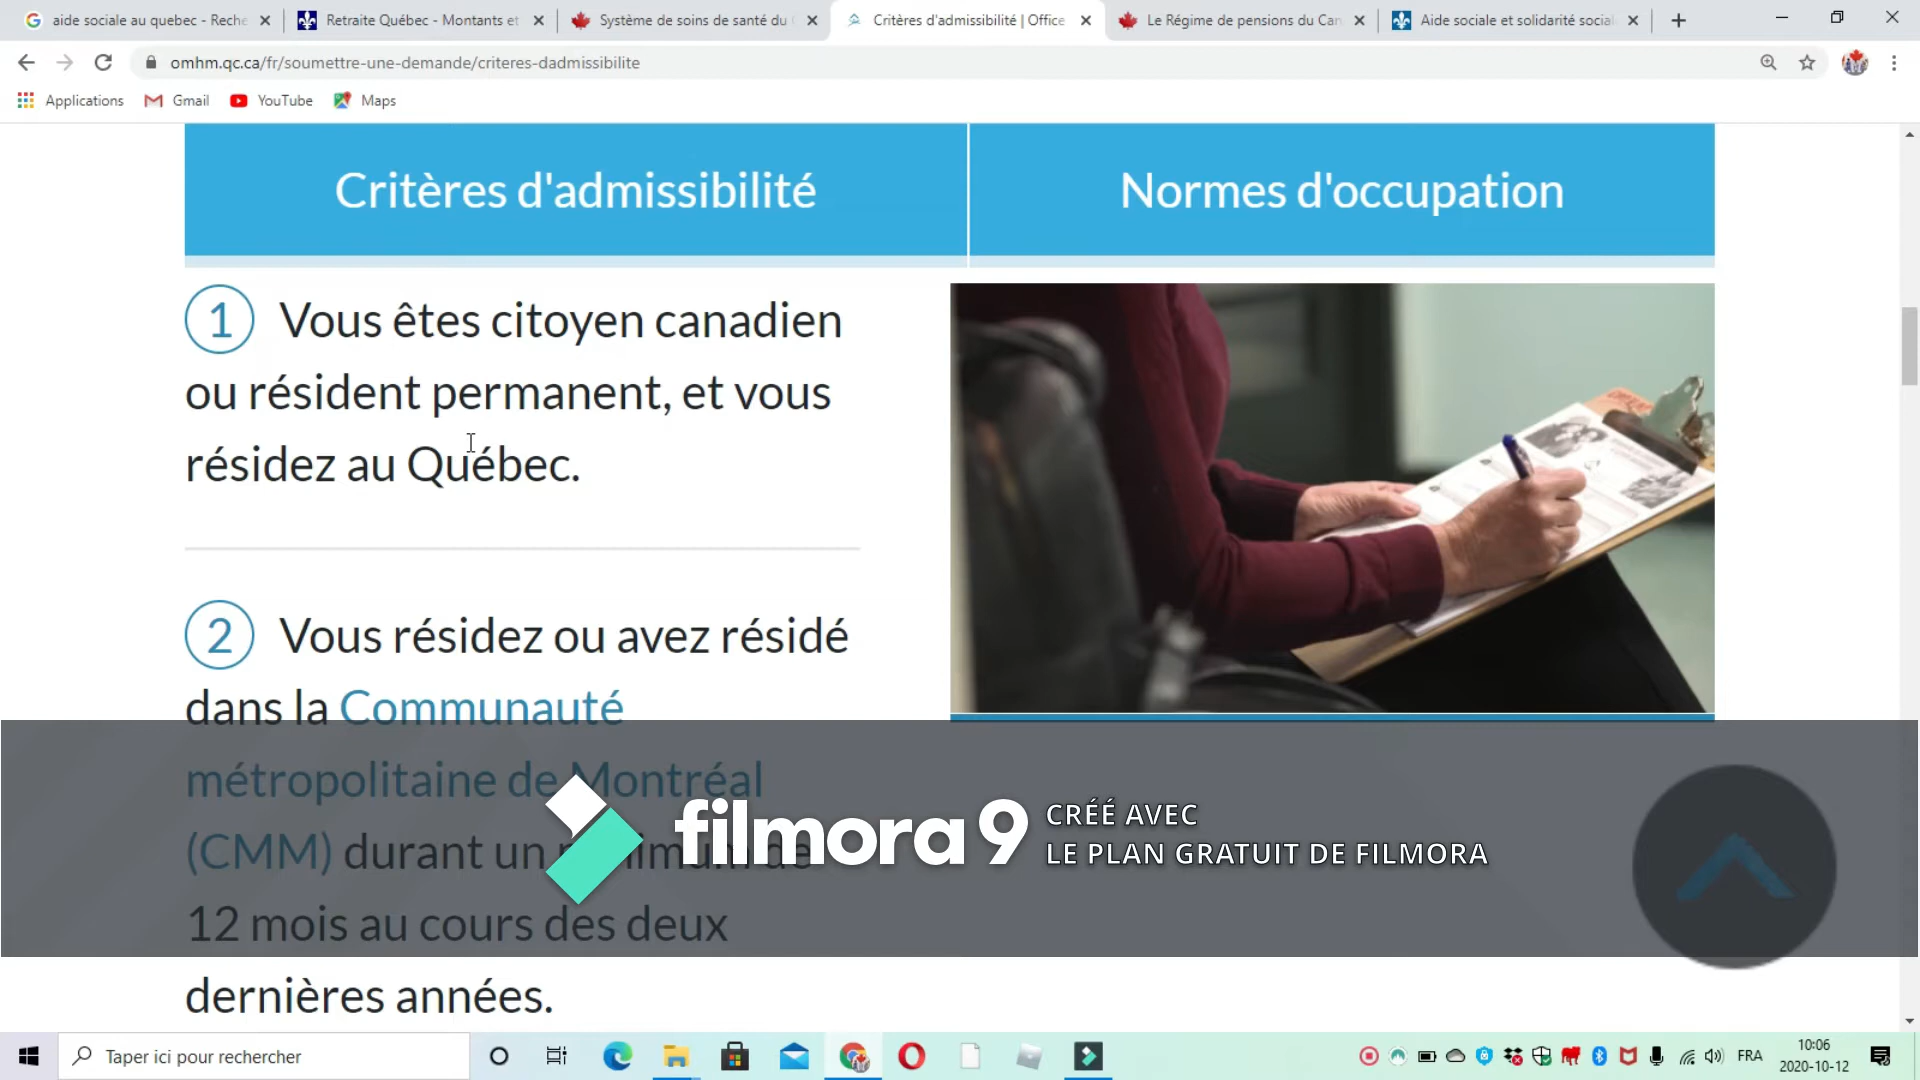 aide sociale au quebec - Reche
Retraite Québec - Montants et
Système de soins de santé du
Critères d'admissibilité | Office
Le Régime de pensions du Can
Aide sociale et solidarité social
omhm.qc.ca/fr/soumettre-une-demande/criteres-dadmissibilite
Applications
Gmail
YouTube
Maps
Critères d'admissibilité
Normes d'occupation
1 Vous êtes citoyen canadien
ou résident permanent, et vous
résidez au Québec.
2 Vous résidez ou avez résidé
dans la Communauté
métropolitaine de Montréal
(CMM) durant un minimum de
12 mois au cours des deux
dernières années.
filmora 9
CRÉÉ AVEC
LE PLAN GRATUIT DE FILMORA
Taper ici pour rechercher
FRA
10:06
2020-10-12